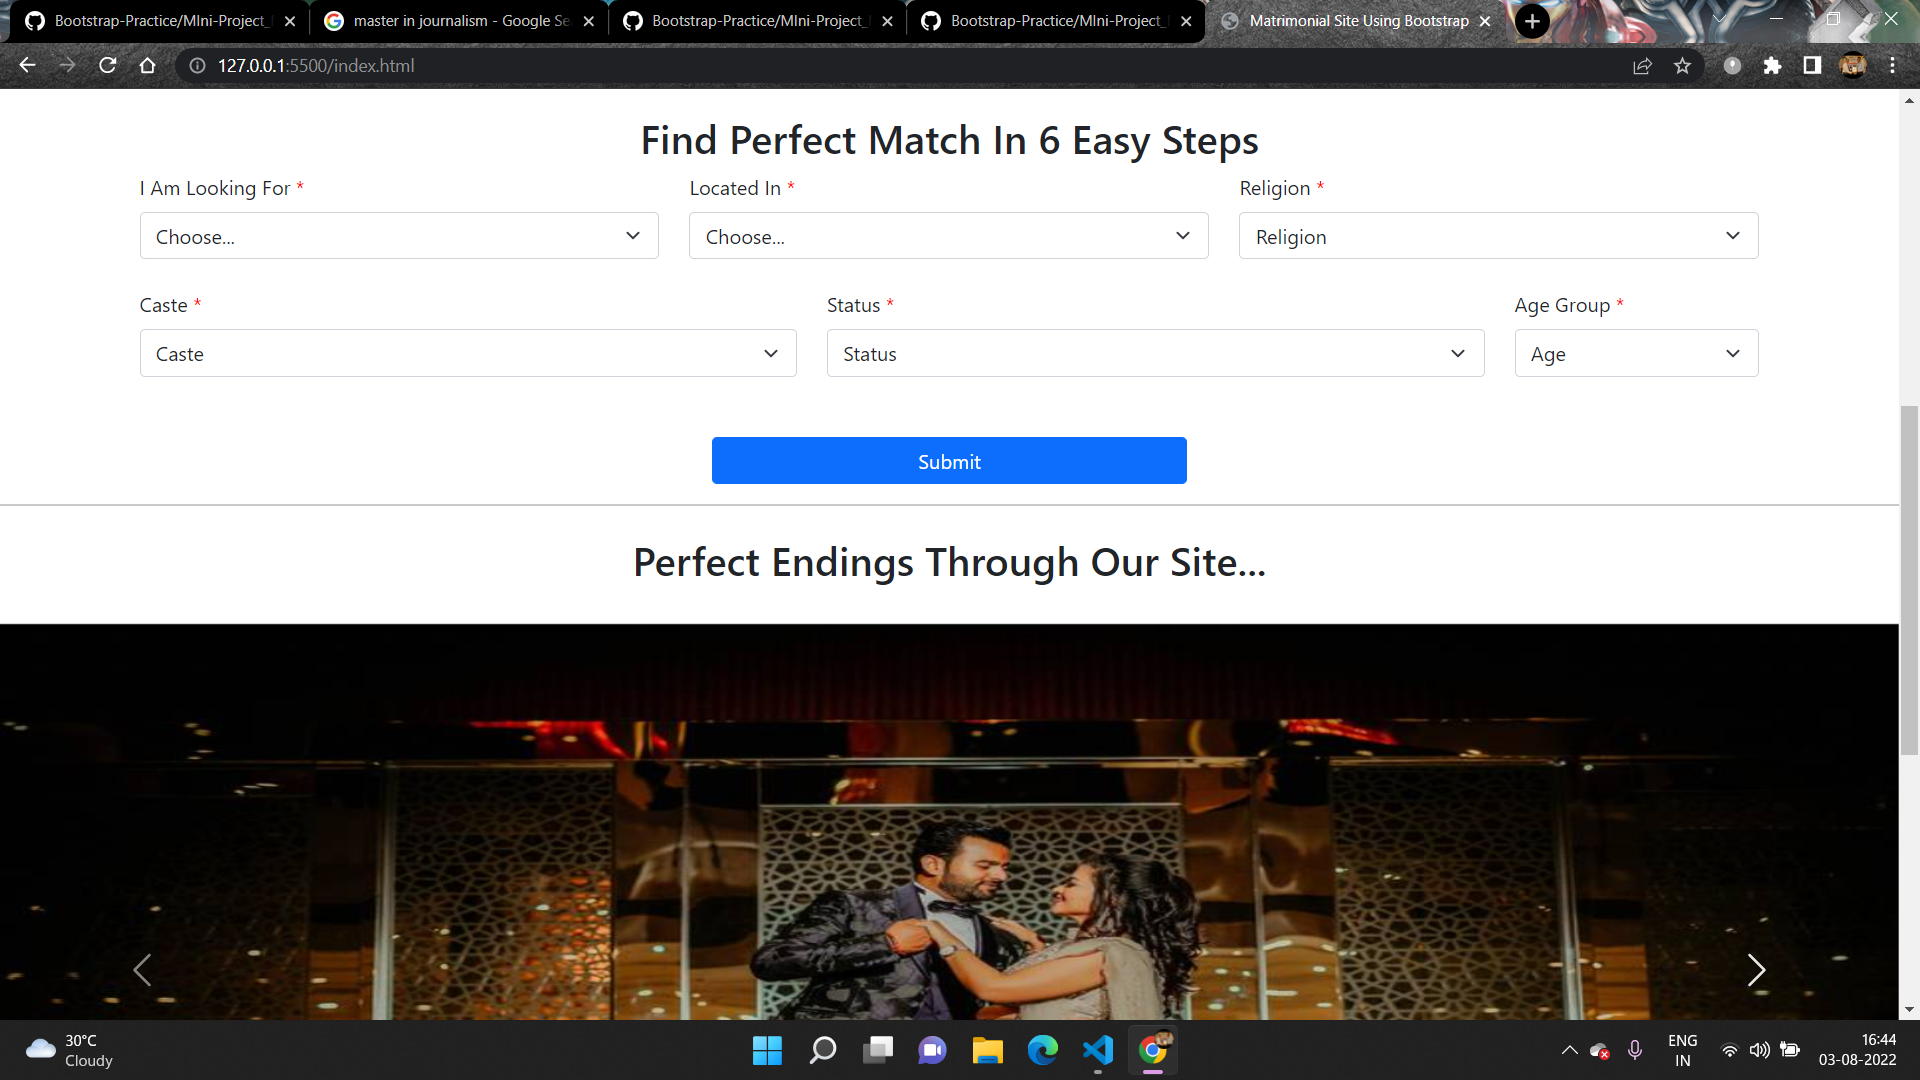 Bootstrap-Practice/MIni-Project_
master in journalism - Google Se
Bootstrap-Practice/MIni-Project_
Bootstrap-Practice/MIni-Project_
Matrimonial Site Using Bootstrap
127.0.0.1:5500/index.html
Find Perfect Match In 6 Easy Steps
I Am Looking For *
Located In *
Religion *
Choose...
Choose...
Religion
Caste *
Status *
Age Group *
Caste
Status
Age
Submit
Perfect Endings Through Our Site...
30°C
Cloudy
ENG
IN
16:44
03-08-2022